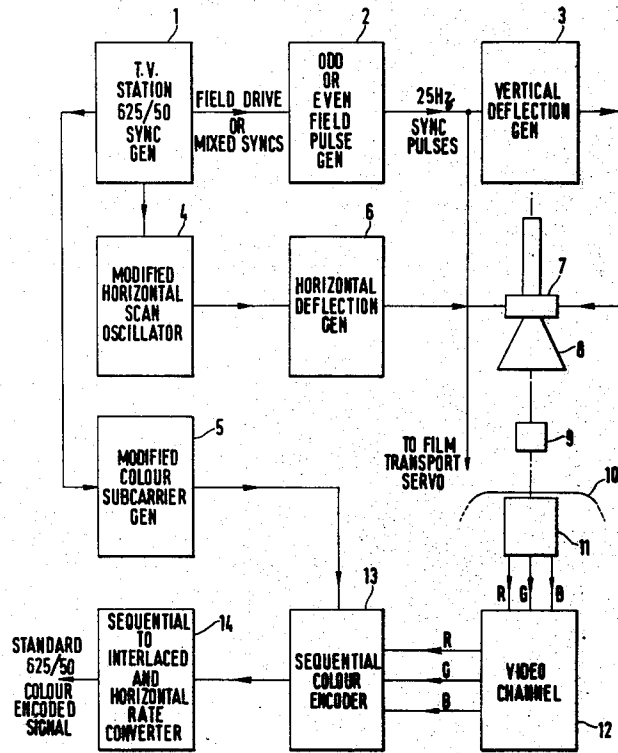 1
T.V.
STATION
625/50
SYNC
GEN
FIELD DRIVE
OR
MIXED SYNCS
2
ODD
OR
EVEN
FIELD
PULSE
GEN
25Hz
SYNC
PULSES
3
VERTICAL
DEFLECTION
GEN
4
MODIFIED
HORIZONTAL
SCAN
OSCILLATOR
6
HORIZONTAL
DEFLECTION
GEN
7
8
5
MODIFIED
COLOUR
SUBCARRIER
GEN
TO FILM
TRANSPORT
SERVO
9
10
11
R G B
13
SEQUENTIAL
COLOUR
ENCODER
R
G
B
VIDEO
CHANNEL
12
14
SEQUENTIAL
TO
INTERLACED
AND
HORIZONTAL
RATE
CONVERTER
STANDARD
625/50
COLOUR
ENCODED
SIGNAL